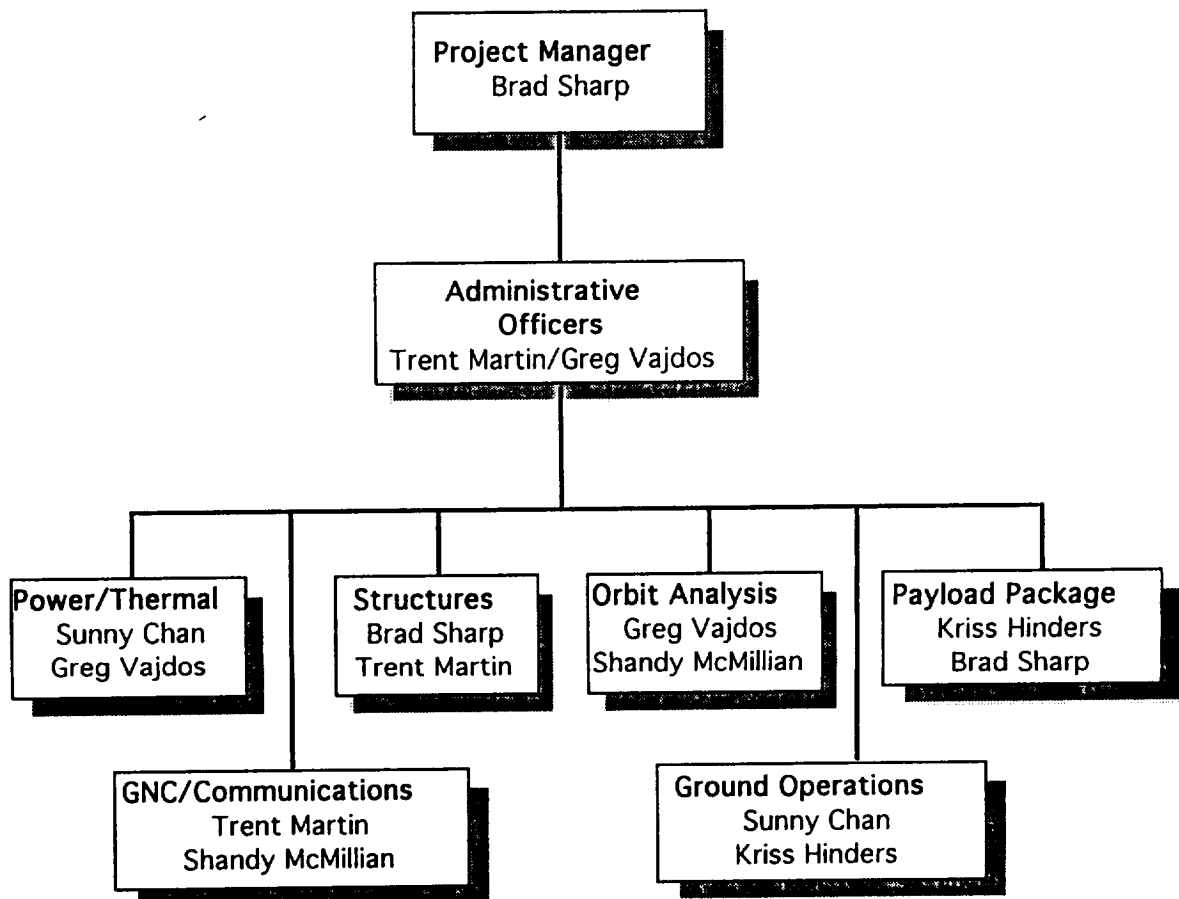 Project Manager
Brad Sharp
Administrative
Officers
Trent Martin/Greg Vajdos
Power/Thermal
Sunny Chan
Greg Vajdos
Structures
Brad Sharp
Trent Martin
Orbit Analysis
Greg Vajdos
Shandy McMillian
Payload Package
Kriss Hinders
Brad Sharp
GNC/Communications
Trent Martin
Shandy McMillian
Ground Operations
Sunny Chan
Kriss Hinders